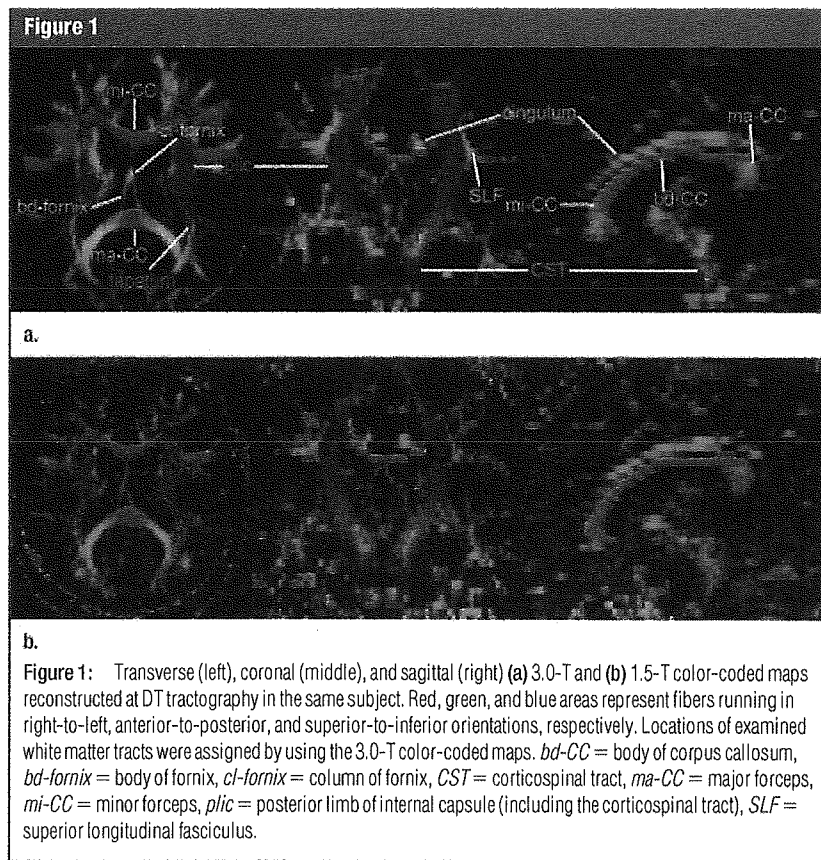 Figure 1
mi-CC
cl-fornix
cingulum
ma-CC
bd-fornix
SLF
mi-CC
bd-CC
ma-CC
CST
a.
b.
Figure 1: Transverse (left), coronal (middle), and sagittal (right) (a) 3.0-T and (b) 1.5-T color-coded maps
reconstructed at DT tractography in the same subject. Red, green, and blue areas represent fibers running in
right-to-left, anterior-to-posterior, and superior-to-inferior orientations, respectively. Locations of examined
white matter tracts were assigned by using the 3.0-T color-coded maps. bd-CC = body of corpus callosum,
bd-fornix = body of fornix, cl-fornix = column of fornix, CST = corticospinal tract, ma-CC = major forceps,
mi-CC = minor forceps, plic = posterior limb of internal capsule (including the corticospinal tract), SLF =
superior longitudinal fasciculus.